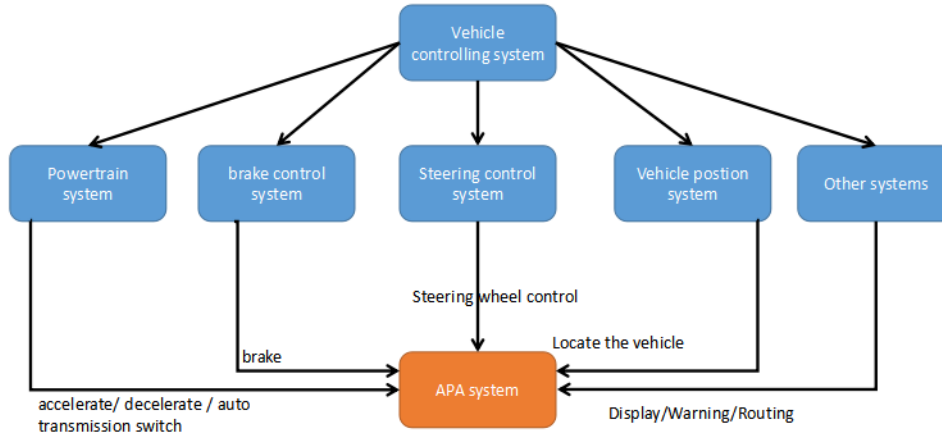 Vehicle
controlling system
Powertrain
system
brake control
system
Steering control
system
Vehicle postion
system
Other systems
Steering wheel control
brake
Locate the vehicle
APA system
accelerate/ decelerate / auto
transmission switch
Display/Warning/Routing